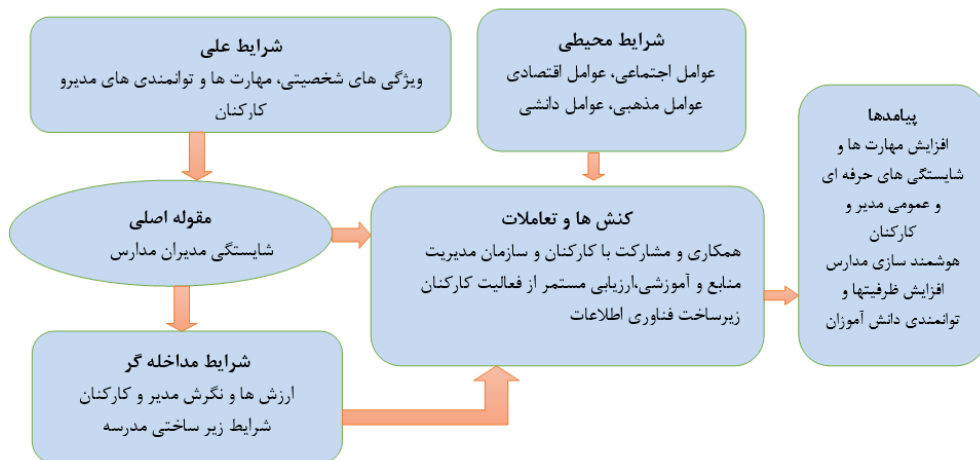 شرایط علی
ویژگی های شخصیتی، مهارت ها و توانمندی های مدیرو
کارکنان
شرایط محیطی
عوامل اجتماعی، عوامل اقتصادی
عوامل مذهبی، عوامل دانشی
مقوله اصلی
شایستگی مدیران مدارس
کنش ها و تعاملات
همکاری و مشارکت با کارکنان و سازمان مدیریت
منابع و آموزشی،ارزیابی مستمر از فعالیت کارکنان
زیرساخت فناوری اطلاعات
شرایط مداخله گر
ارزش ها و نگرش مدیر و کارکنان
شرایط زیر ساختی مدرسه
پیامدها
افزایش مهارت ها و
شایستگی های حرفه ای
و عمومی مدیر و
کارکنان
هوشمند سازی مدارس
افزایش ظرفیتها و
توانمندی دانش آموزان